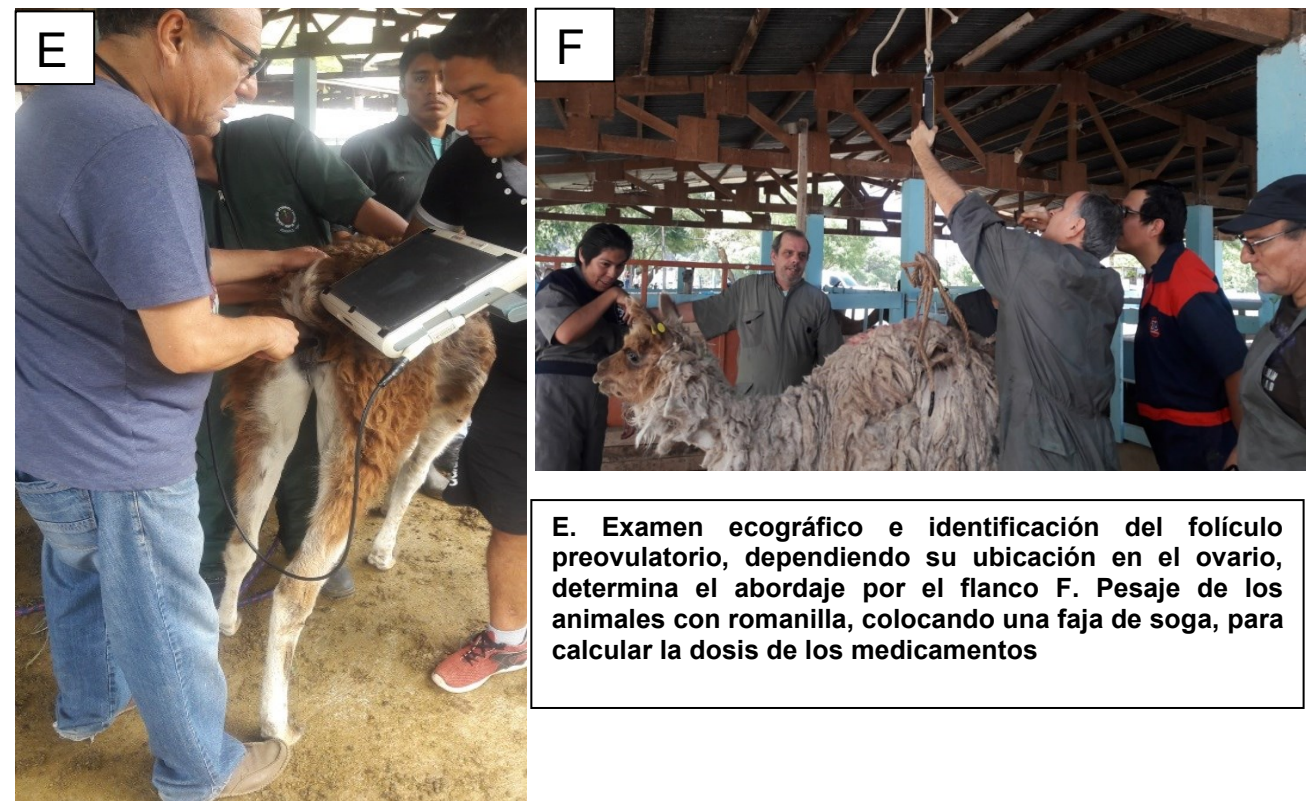 E
F
E. Examen ecográfico e identificación del folículo
preovulatorio, dependiendo su ubicación en el ovario,
determina el abordaje por el flanco F. Pesaje de los
animales con romanilla, colocando una faja de soga, para
calcular la dosis de los medicamentos